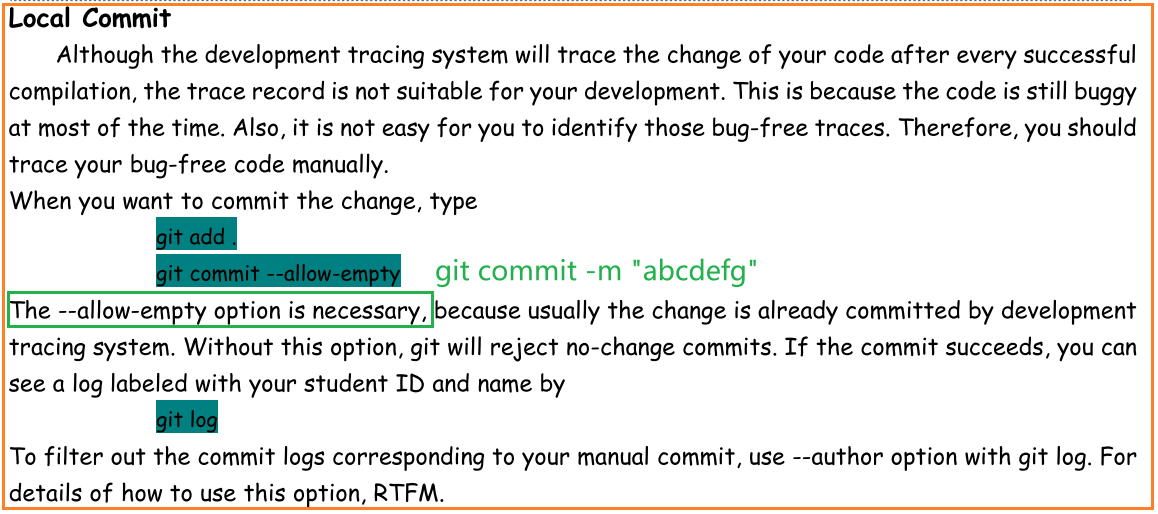 Local Commit
Although the development tracing system will trace the change of your code after every successful
compilation, the trace record is not suitable for your development. This is because the code is still buggy
at most of the time. Also, it is not easy for you to identify those bug-free traces. Therefore, you should
trace your bug-free code manually.
When you want to commit the change, type
git add .
git commit --allow-empty git commit -m "abcdefg"
The --allow-empty option is necessary, because usually the change is already committed by development
tracing system. Without this option, git will reject no-change commits. If the commit succeeds, you can
see a log labeled with your student ID and name by
git log
To filter out the commit logs corresponding to your manual commit, use --author option with git log. For
details of how to use this option, RTFM.